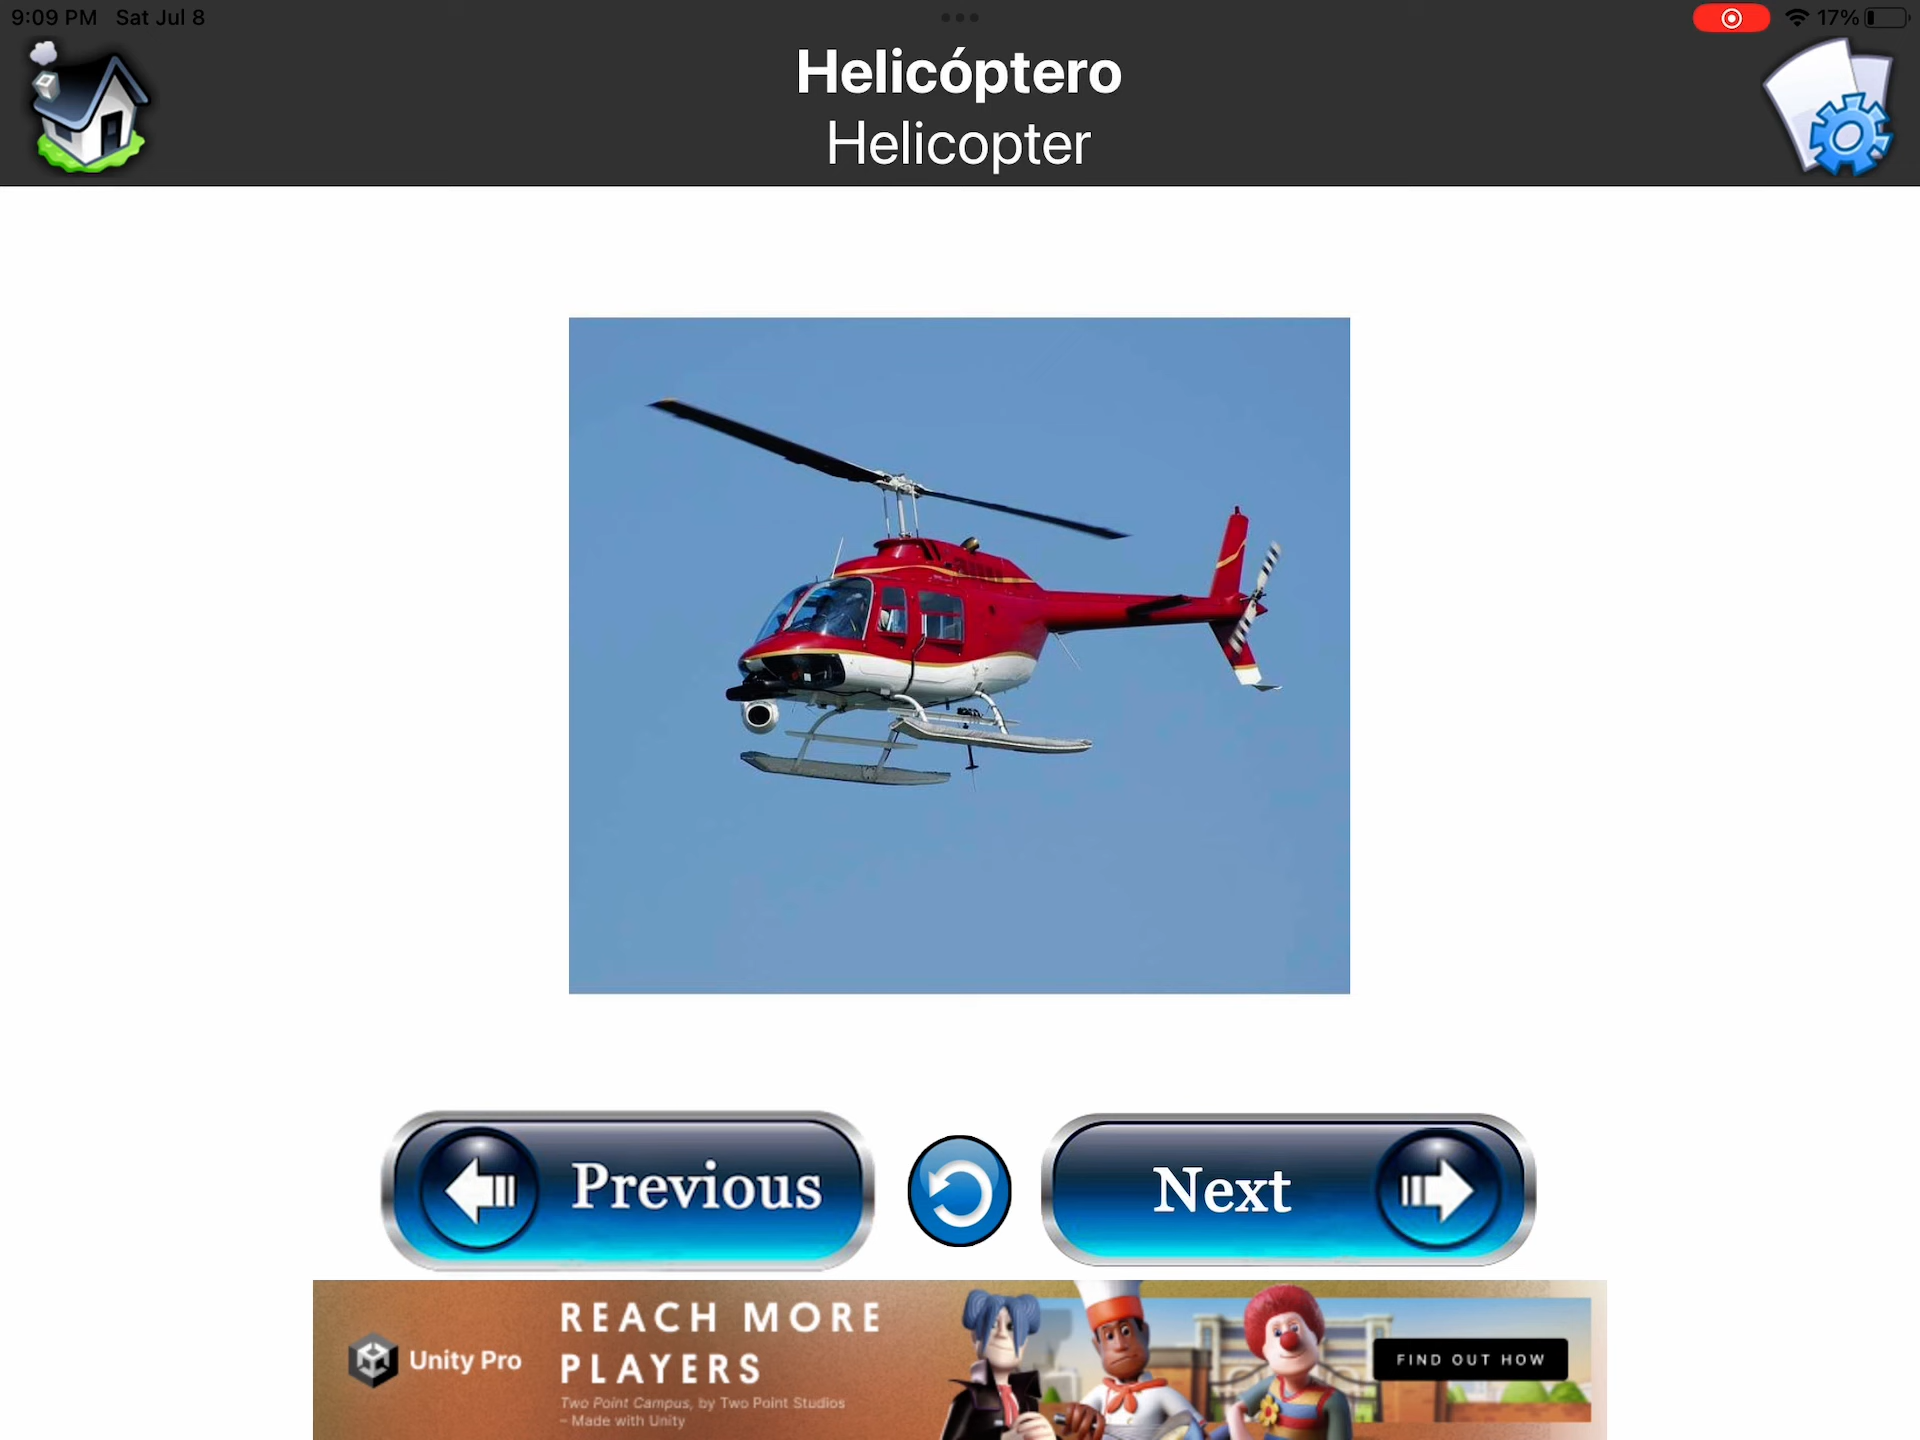 9:09 PM Sat Jul 8
17%
Helicóptero
Helicopter
Previous
Next
Unity Pro
REACH MORE
PLAYERS
Two Point Campus, by Two Point Studios
– Made with Unity
FIND OUT HOW